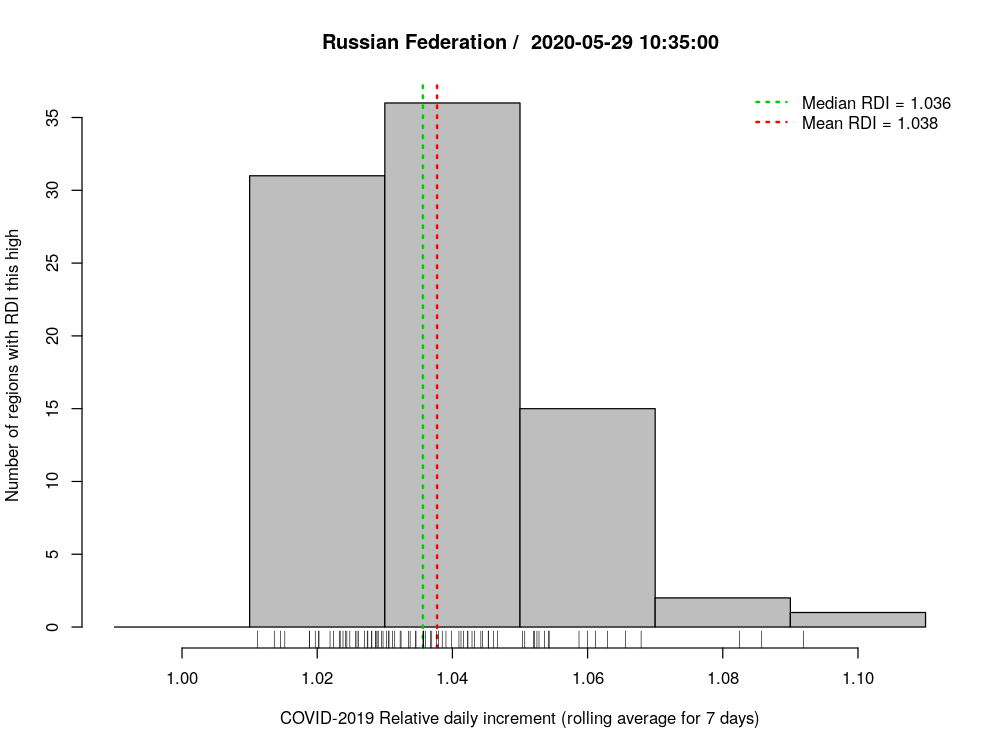 Russian Federation /  2020-05-29 10:35:00
Median RDI = 1.036
Mean RDI = 1.038
Number of regions with RDI this high
35
30
25
20
15
10
5
0
1.00 1.02 1.04 1.06 1.08 1.10
COVID-2019 Relative daily increment (rolling average for 7 days)